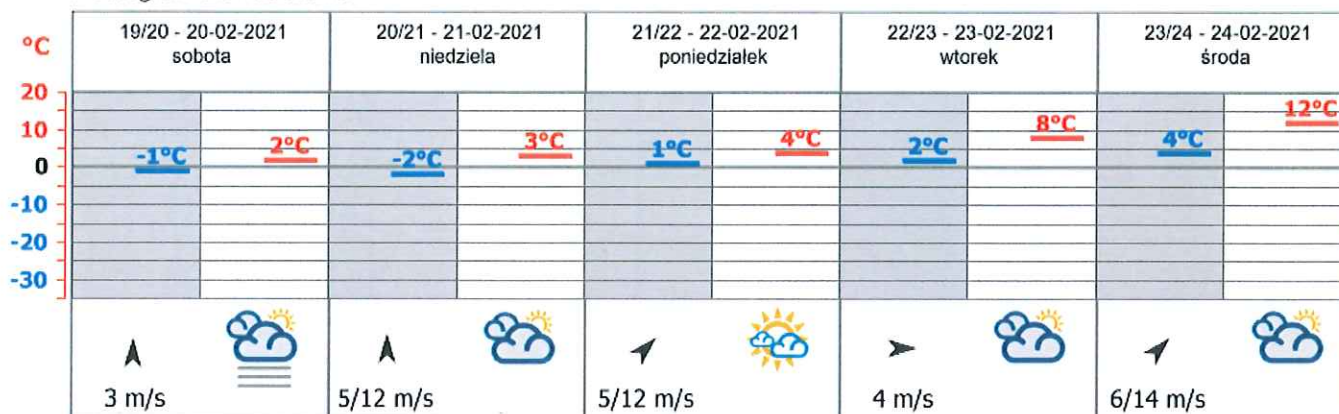 °C
19/20 - 20-02-2021
sobota
20/21 - 21-02-2021
niedziela
21/22 - 22-02-2021
poniedziałek
22/23 - 23-02-2021
wtorek
23/24 - 24-02-2021
środa
20
10
0
-10
-20
-30
-1°C
2°C
-2°C
3°C
1°C
4°C
2°C
8°C
4°C
12°C
3 m/s
5/12 m/s
5/12 m/s
4 m/s
6/14 m/s